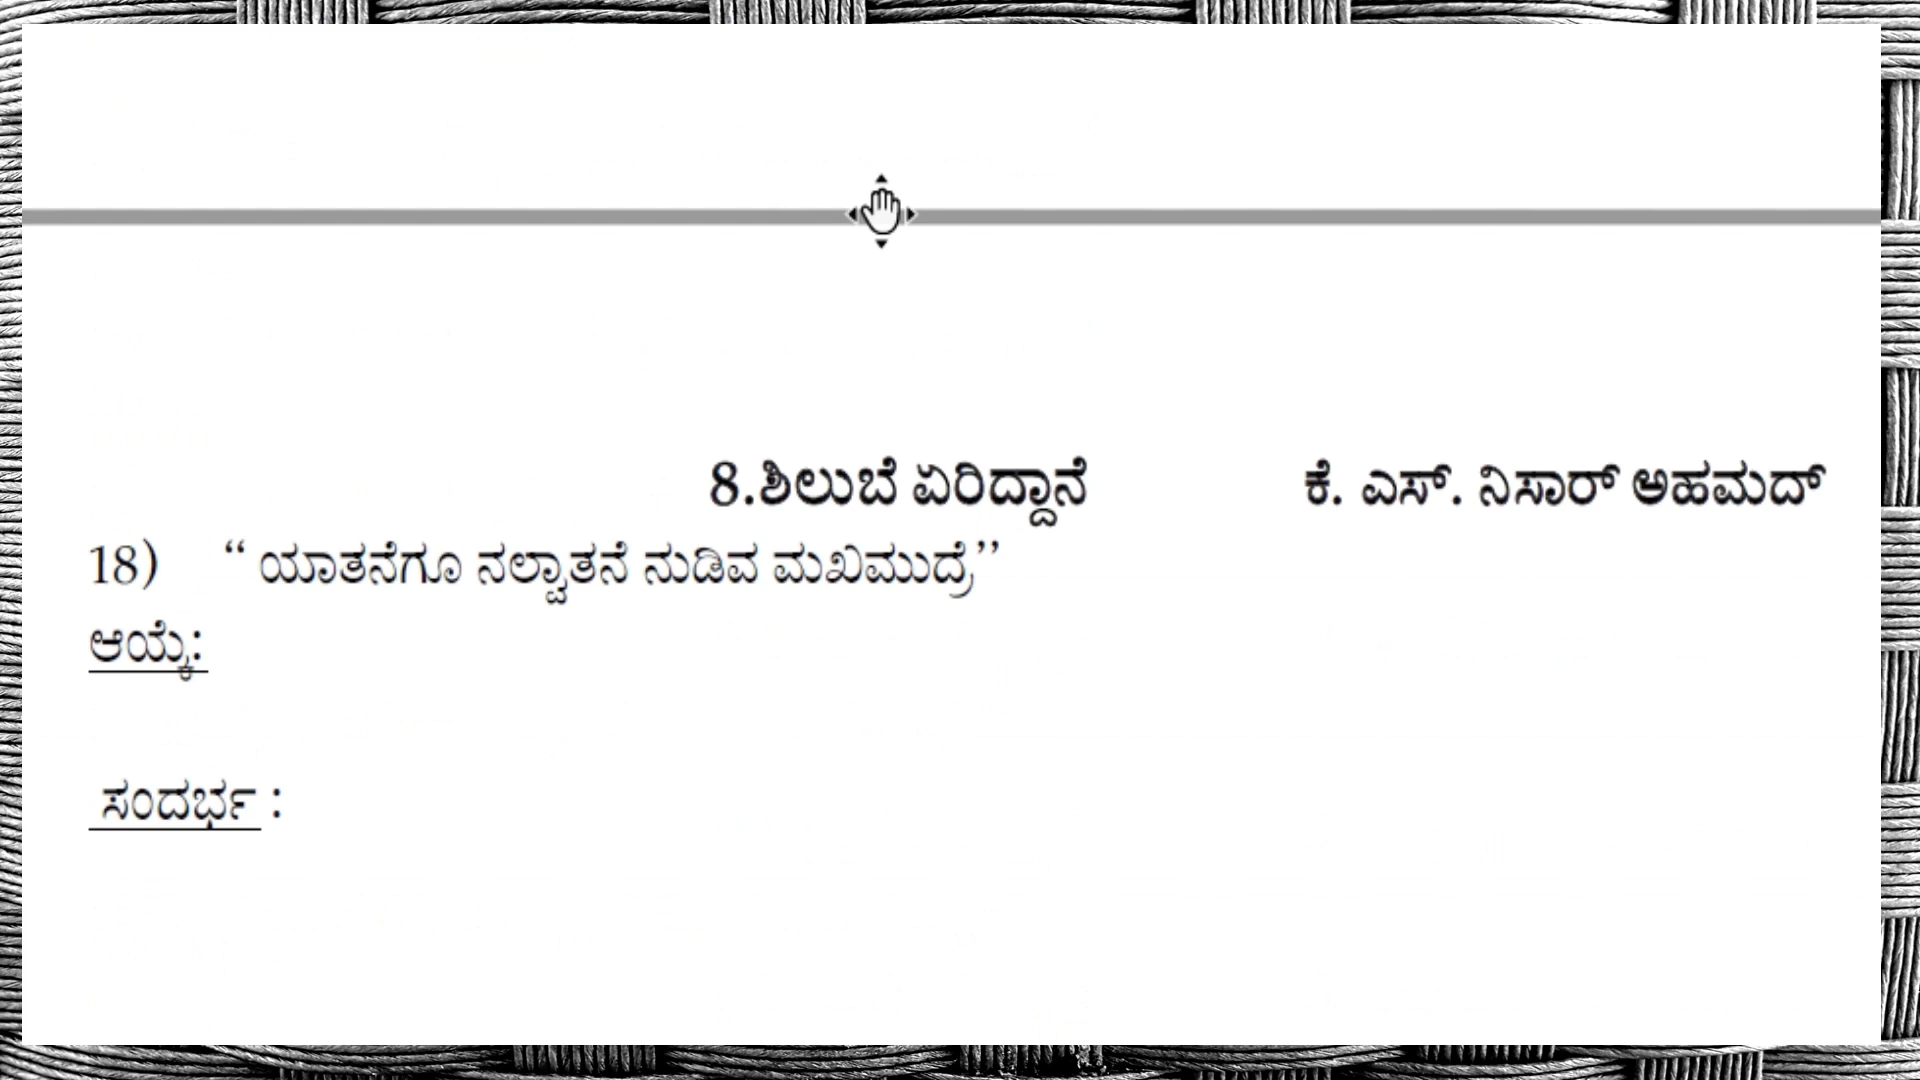 8.ಶಿಲುಬೆ ಏರಿದ್ದಾನೆ ಕೆ. ಎಸ್. ನಿಸಾರ್ ಅಹಮದ್
18) “ ಯಾತನೆಗೂ ನಲ್ವಾತನೆ ನುಡಿವ ಮಖಮುದ್ರೆ”
ಆಯ್ಕೆ:
ಸಂದರ್ಭ :